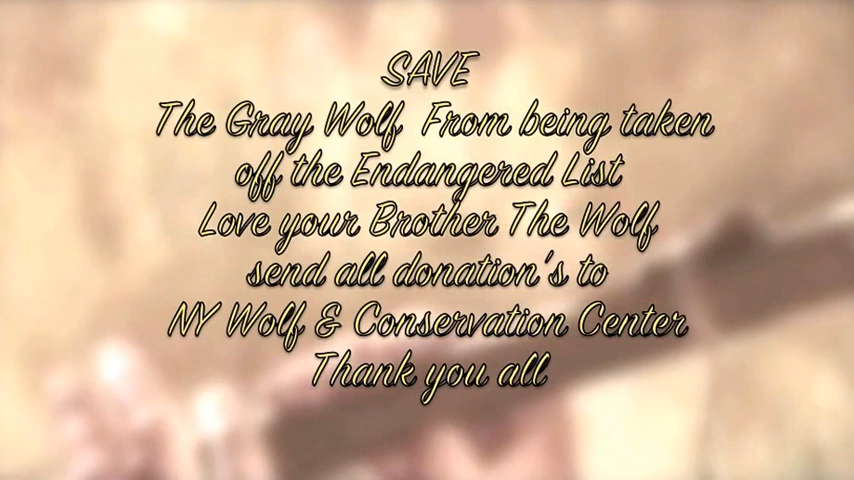 SAVE
The Gray Wolf From being taken
off the Endangered List
Love your Brother The Wolf
send all donation's to
NY Wolf & Conservation Center
Thank you all